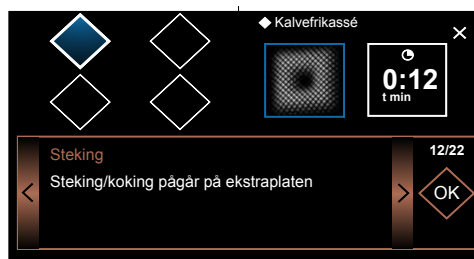 Kalvefrikassé
0:12
t min
Steking
12/22
Steking/koking pågår på ekstraplaten
OK